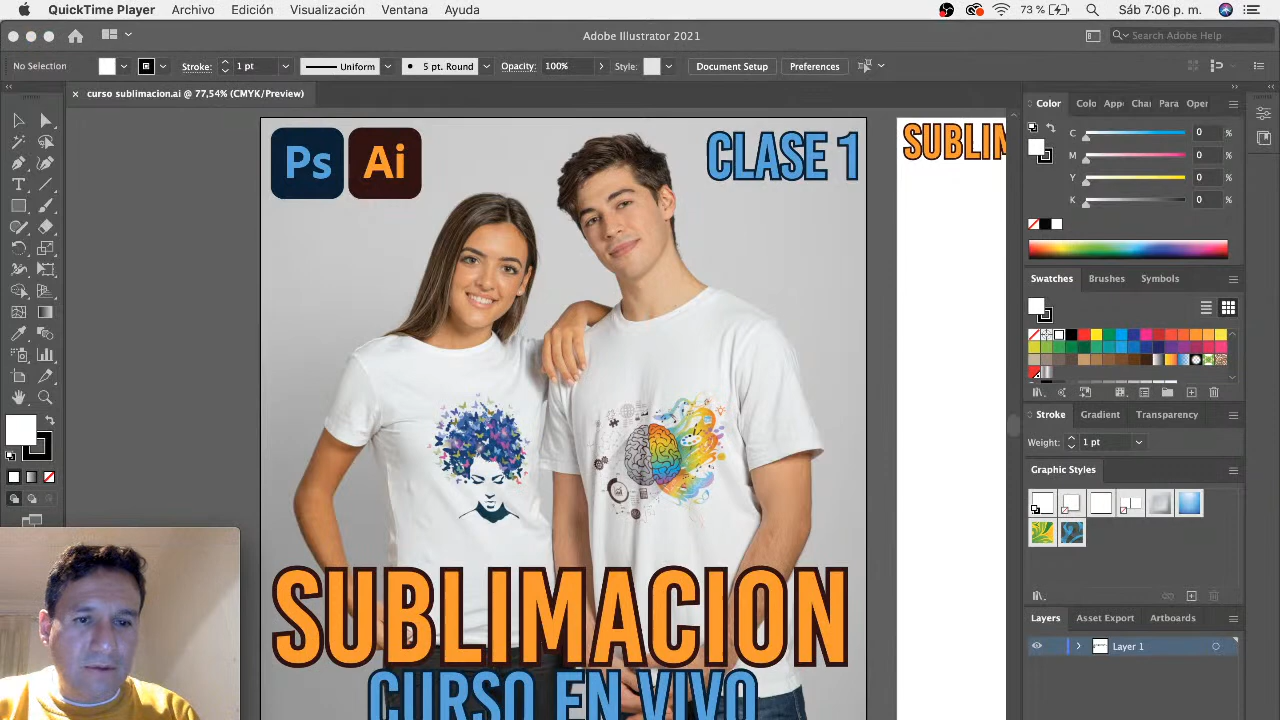 QuickTime Player Archivo Edición Visualización Ventana Ayuda 73 % Sáb 7:06 p. m.
Adobe Illustrator 2021 Search Adobe Help
No Selection Stroke: 1 pt Uniform 5 pt. Round Opacity: 100% Style: Document Setup Preferences
× curso sublimacion.ai @ 77,54% (CMYK/Preview)
Color Colo Appe Chai Para Oper
C 0 %
M 0 %
Y 0 %
K 0 %
Swatches Brushes Symbols
Stroke Gradient Transparency
Weight: 1 pt
Graphic Styles
Layers Asset Export Artboards
Layer 1
Ps Ai CLASE 1
SUBLIM
SUBLIMACION
CURSO EN VIVO